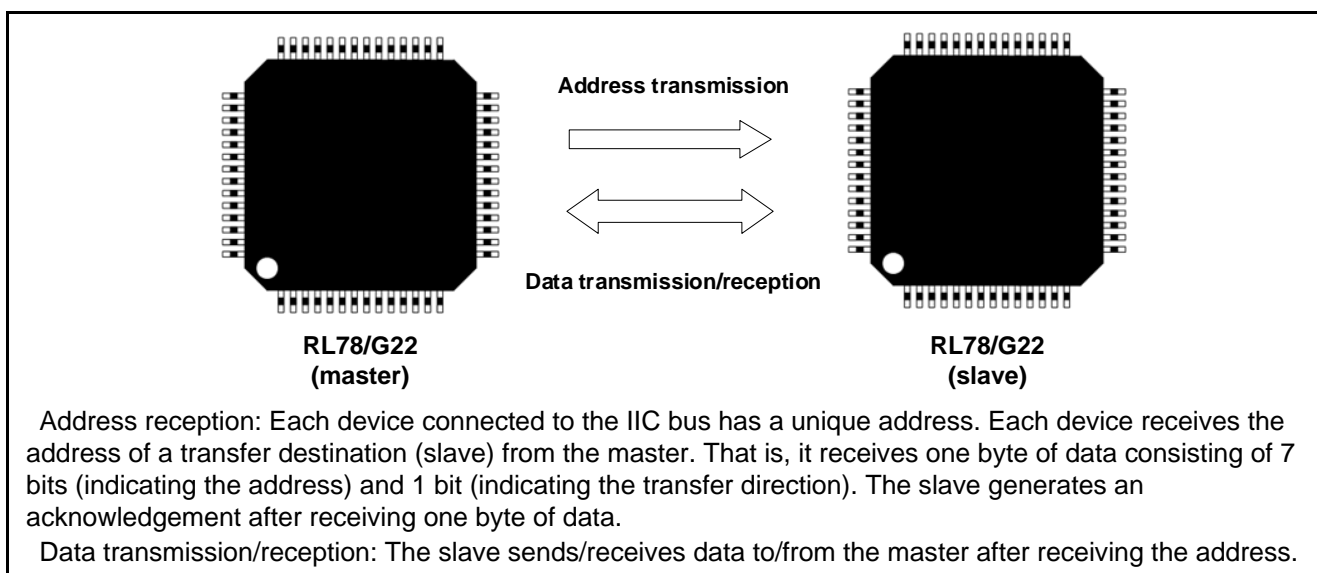 Address transmission
Data transmission/reception
RL78/G22
(master)
RL78/G22
(slave)
Address reception: Each device connected to the IIC bus has a unique address. Each device receives the
address of a transfer destination (slave) from the master. That is, it receives one byte of data consisting of 7
bits (indicating the address) and 1 bit (indicating the transfer direction). The slave generates an
acknowledgement after receiving one byte of data.
Data transmission/reception: The slave sends/receives data to/from the master after receiving the address.